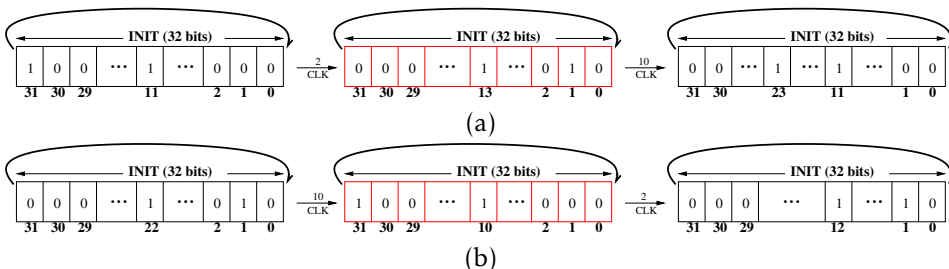 INIT (32 bits) INIT (32 bits) INIT (32 bits)
1 0 0 ••• 1 ••• 0 0 0 2 CLK 0 0 0 ••• 1 ••• 0 1 0 10 CLK 0 0 ••• 1 ••• 1 ••• 0 0
31 30 29 11 2 1 0 31 30 29 13 2 1 0 31 30 23 11 1 0
(a)
INIT (32 bits) INIT (32 bits) INIT (32 bits)
0 0 0 ••• 1 ••• 0 1 0 10 CLK 1 0 0 ••• 1 ••• 0 0 0 2 CLK 0 0 0 ••• 1 ••• 1 0
31 30 29 22 2 1 0 31 30 29 10 2 1 0 31 30 29 12 1 0
(b)